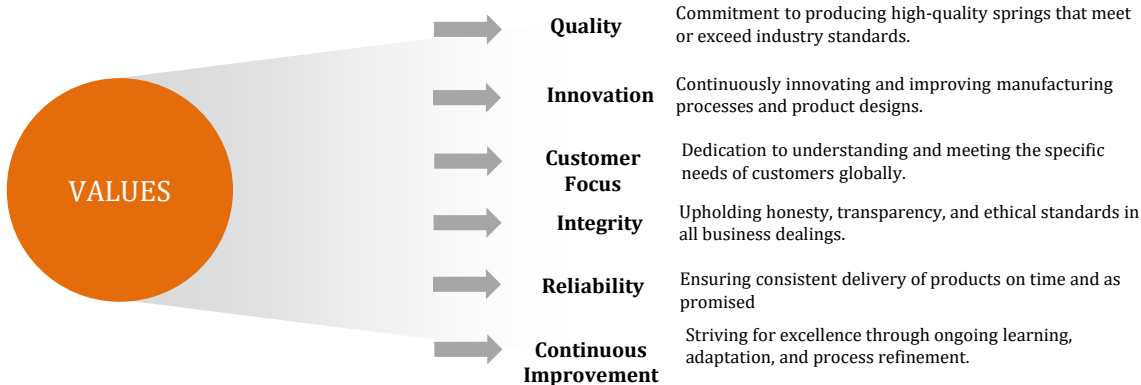 VALUES
Quality
Commitment to producing high-quality springs that meet
or exceed industry standards.
Innovation
Continuously innovating and improving manufacturing
processes and product designs.
Customer
Focus
Dedication to understanding and meeting the specific
needs of customers globally.
Integrity
Upholding honesty, transparency, and ethical standards in
all business dealings.
Reliability
Ensuring consistent delivery of products on time and as
promised
Continuous
Improvement
Striving for excellence through ongoing learning,
adaptation, and process refinement.